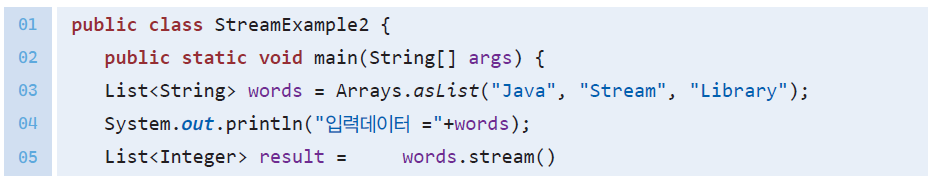 01 public class StreamExample2 {
02 public static void main(String[] args) {
03 List<String> words = Arrays.asList("Java", "Stream", "Library");
04 System.out.println("입력데이터 ="+words);
05 List<Integer> result = words.stream()